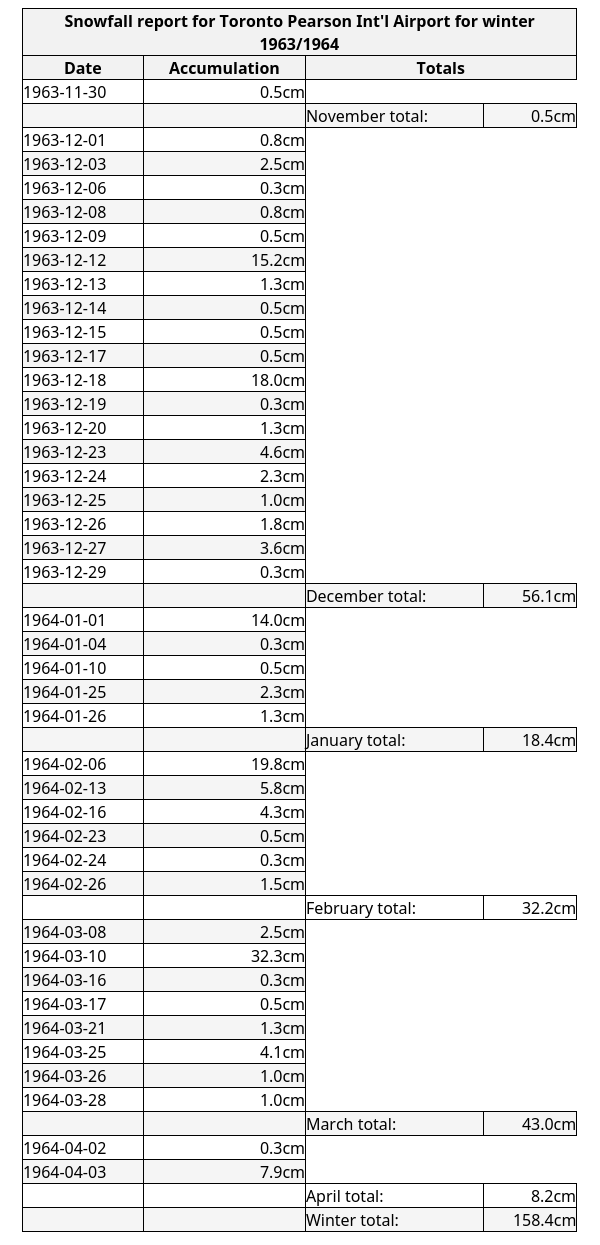 Snowfall report for Toronto Pearson Int'l Airport for winter
1963/1964
Date Accumulation Totals
1963-11-30 0.5cm
November total: 0.5cm
1963-12-01 0.8cm
1963-12-03 2.5cm
1963-12-06 0.3cm
1963-12-08 0.8cm
1963-12-09 0.5cm
1963-12-12 15.2cm
1963-12-13 1.3cm
1963-12-14 0.5cm
1963-12-15 0.5cm
1963-12-17 0.5cm
1963-12-18 18.0cm
1963-12-19 0.3cm
1963-12-20 1.3cm
1963-12-23 4.6cm
1963-12-24 2.3cm
1963-12-25 1.0cm
1963-12-26 1.8cm
1963-12-27 3.6cm
1963-12-29 0.3cm
December total: 56.1cm
1964-01-01 14.0cm
1964-01-04 0.3cm
1964-01-10 0.5cm
1964-01-25 2.3cm
1964-01-26 1.3cm
January total: 18.4cm
1964-02-06 19.8cm
1964-02-13 5.8cm
1964-02-16 4.3cm
1964-02-23 0.5cm
1964-02-24 0.3cm
1964-02-26 1.5cm
February total: 32.2cm
1964-03-08 2.5cm
1964-03-10 32.3cm
1964-03-16 0.3cm
1964-03-17 0.5cm
1964-03-21 1.3cm
1964-03-25 4.1cm
1964-03-26 1.0cm
1964-03-28 1.0cm
March total: 43.0cm
1964-04-02 0.3cm
1964-04-03 7.9cm
April total: 8.2cm
Winter total: 158.4cm